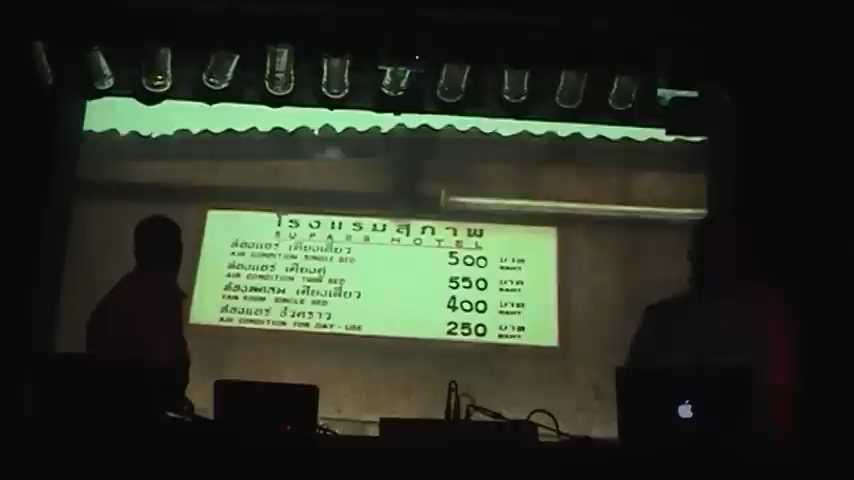 โรงแรมสุภาพ
SUPABS HOTEL
ห้องแอร์ เตียงเดี่ยว 500 บาท
AIR CONDITION SINGLE BED BAHT
ห้องแอร์ เตียงคู่ 550 บาท
AIR CONDITION TWIN BED BAHT
ห้องพัดลม เตียงเดี่ยว 400 บาท
FAN ROOM SINGLE BED BAHT
ห้องแอร์ ชั่วคราว 250 บาท
AIR CONDITION FOR DAY-USE BAHT